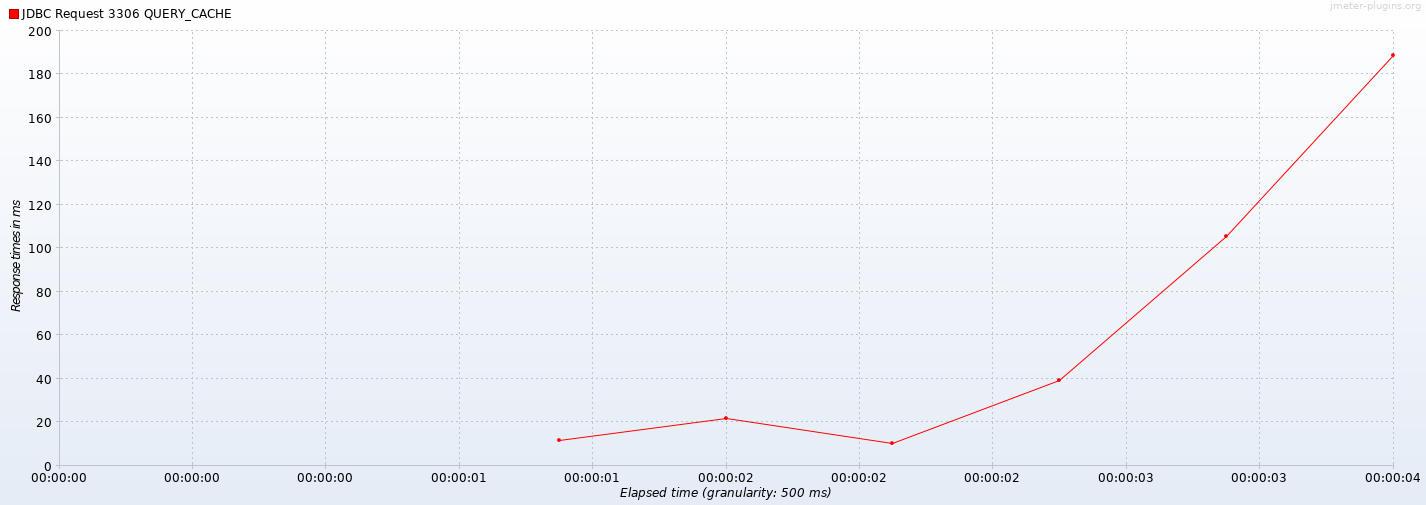 jmeter-plugins.org
JDBC Request 3306 QUERY_CACHE
200
180
160
140
120
100
80
60
40
20
0
Response times in ms
00:00:00 00:00:00 00:00:00 00:00:01 00:00:01 00:00:02 00:00:02 00:00:02 00:00:03 00:00:03 00:00:04
Elapsed time (granularity: 500 ms)